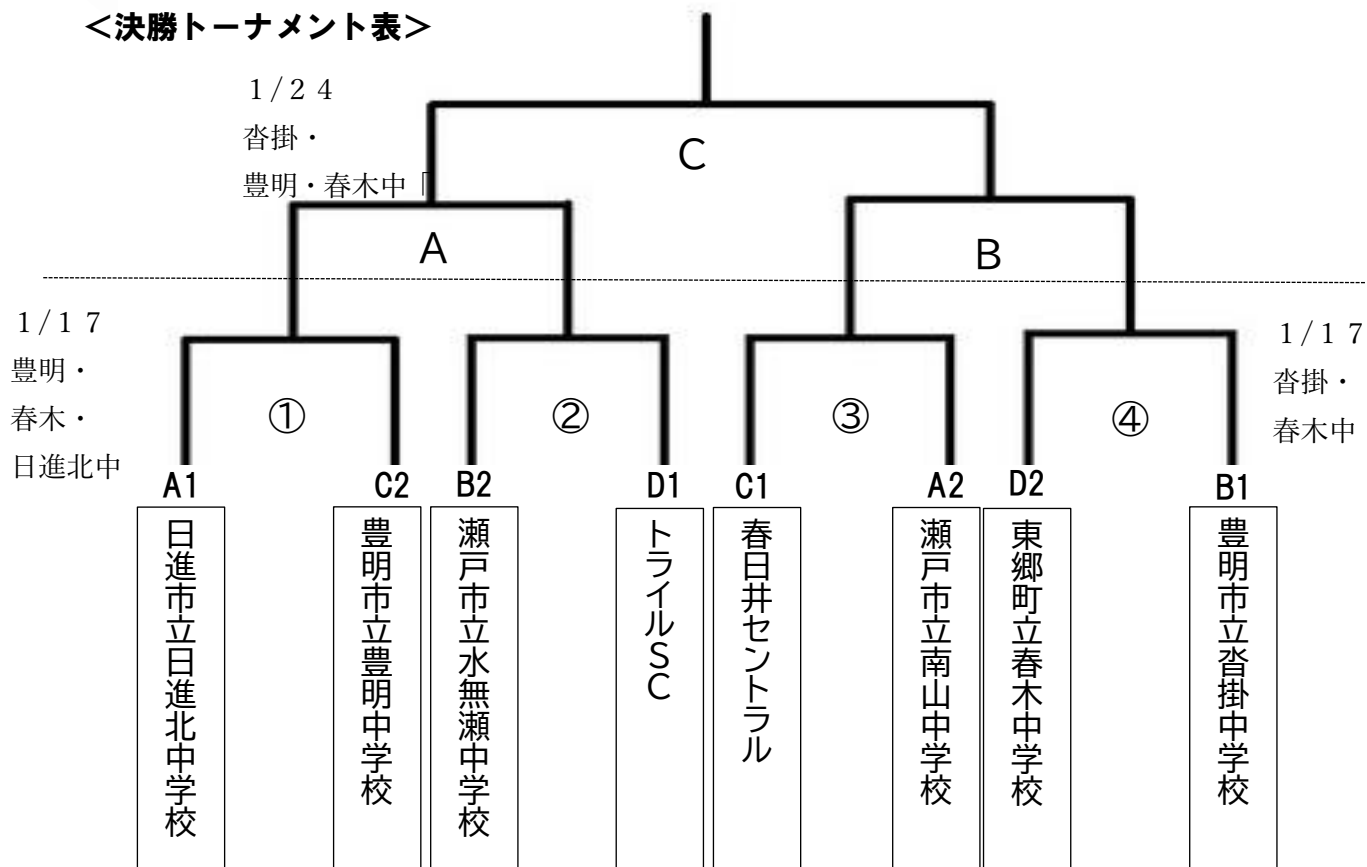 <決勝トーナメント表>
1/24
沓掛・
豊明・春木中「
C
A
B
1/17
豊明・
春木・
日進北中
1/17
沓掛・
春木中
①
②
③
④
A1
C2
B2
D1
C1
A2
D2
B1
日進市立日進北中学校
豊明市立豊明中学校
瀬戸市立水無瀬中学校
トライルSC
春日井セントラル
瀬戸市立南山中学校
東郷町立春木中学校
豊明市立沓掛中学校